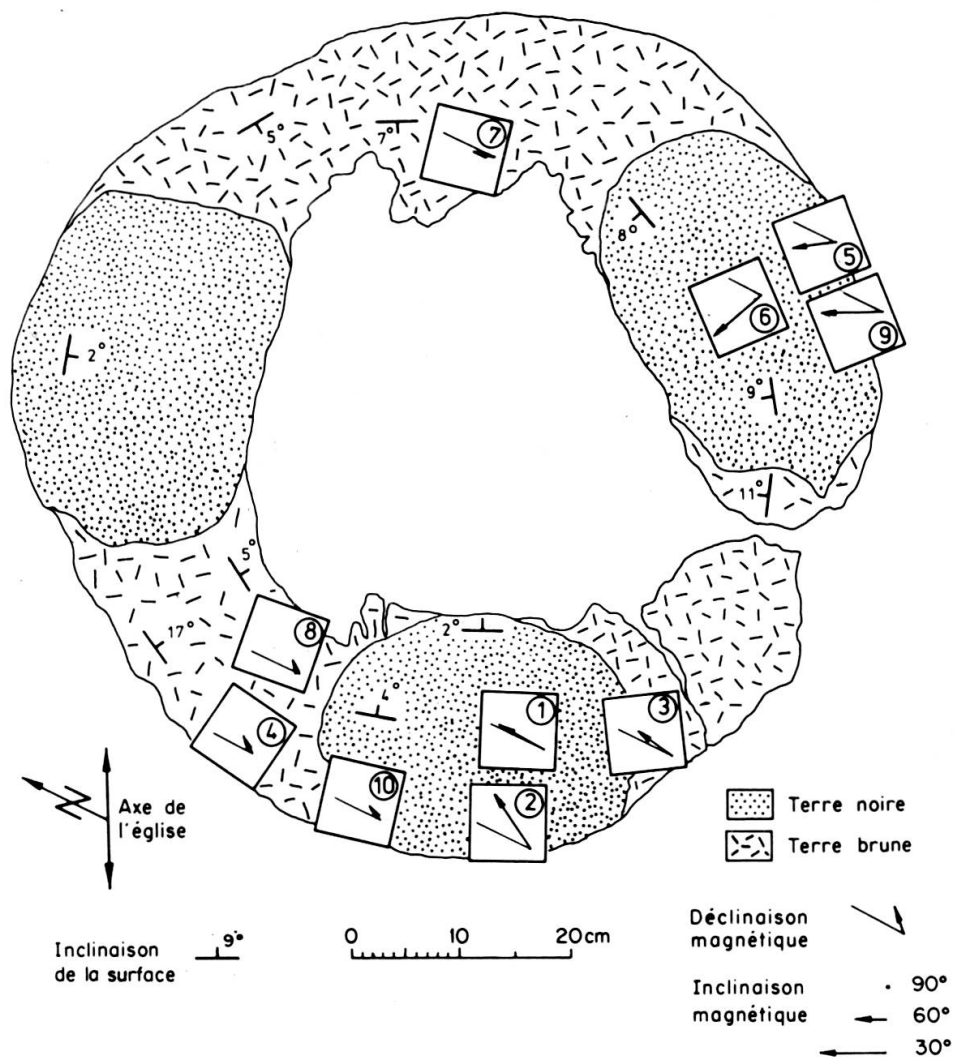 5°
7°
7
8°
5
6
9
2°
9°
11°
5°
17°
8
2°
4°
1
3
4
10
2
N
Axe de
l'église
Terre noire
Terre brune
Déclinaison
magnétique
Inclinaison
de la surface
9°
0 10 20 cm
Inclinaison
magnétique
90°
60°
30°